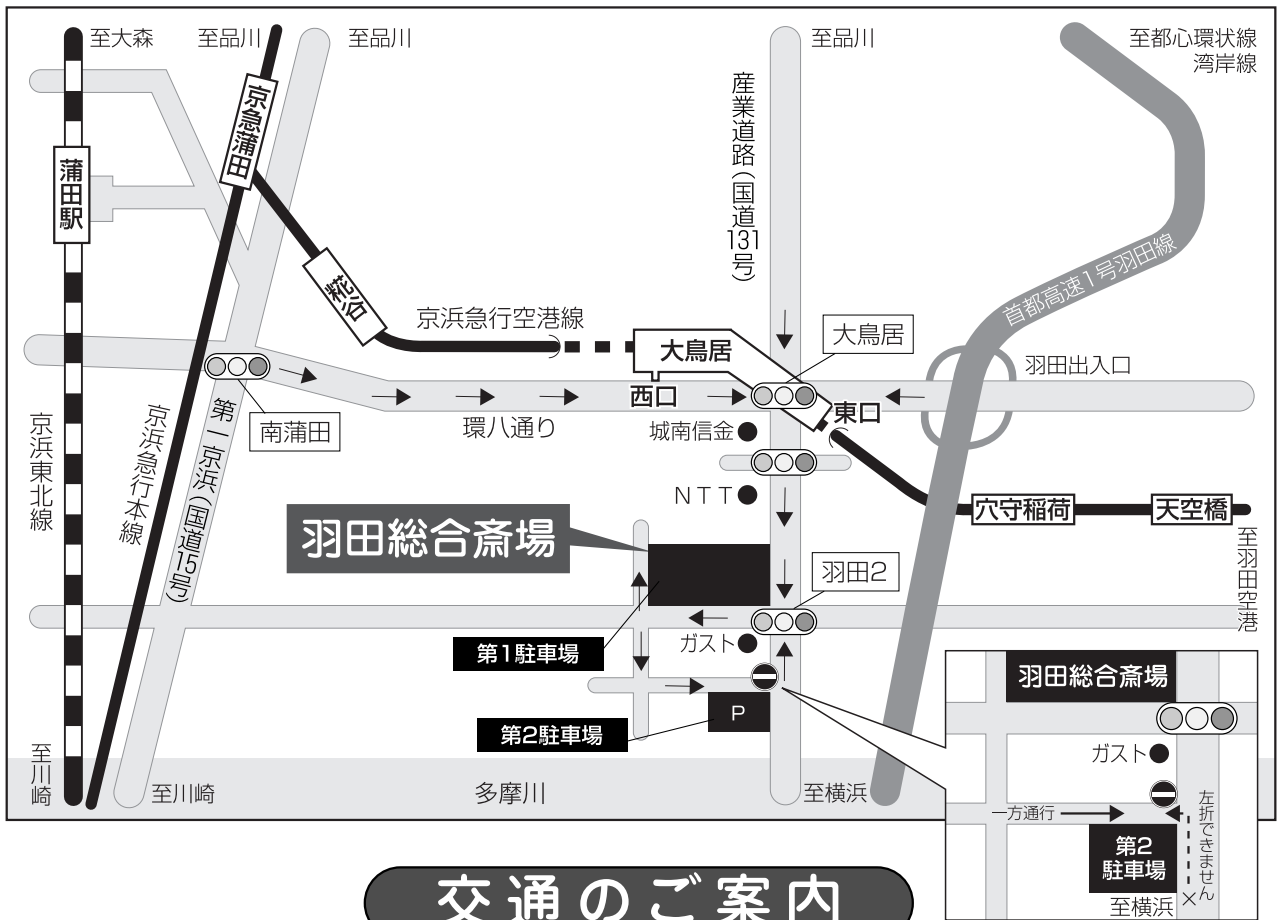 至大森
至品川
至品川
至品川
至都心環状線
湾岸線
京急蒲田
産業道路(国道131号)
蒲田駅
首都高速1号羽田線
糀谷
京浜急行空港線
大鳥居
大鳥居
羽田出入口
西口
東口
南蒲田
環八通り
城南信金
京浜東北線
京浜急行本線
第一京浜(国道15号)
NTT
穴守稲荷
天空橋
至羽田空港
羽田総合斎場
羽田2
第1駐車場
ガスト
P
第2駐車場
至川崎
至川崎
多摩川
至横浜
羽田総合斎場
ガスト
一方通行
左折できません
第2
駐車場
至横浜
交通のご案内